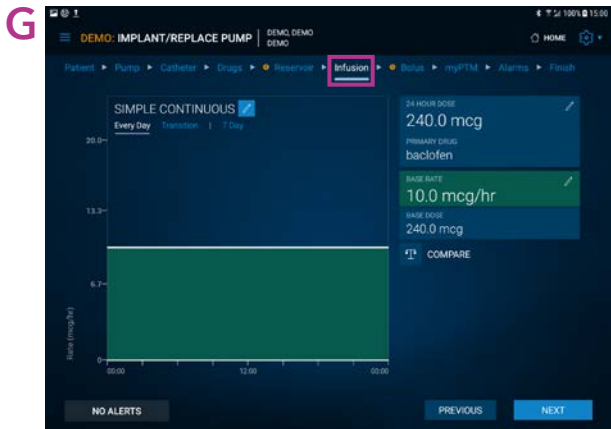 G
100% 15:00
DEMO: IMPLANT/REPLACE PUMP
DEMO, DEMO
DEMO
HOME
Patient Pump Catheter Drugs Reservoir Infusion Bolus myPTM Alarms Finish
SIMPLE CONTINUOUS
Every Day Transition | 7 Day
24 HOUR DOSE
240.0 mcg
PRIMARY DRUG
baclofen
BASE RATE
10.0 mcg/hr
BASE DOSE
240.0 mcg
COMPARE
20.0
13.3
6.7
0
Rate (mcg/hr)
00:00 12:00 00:00
NO ALERTS
PREVIOUS
NEXT